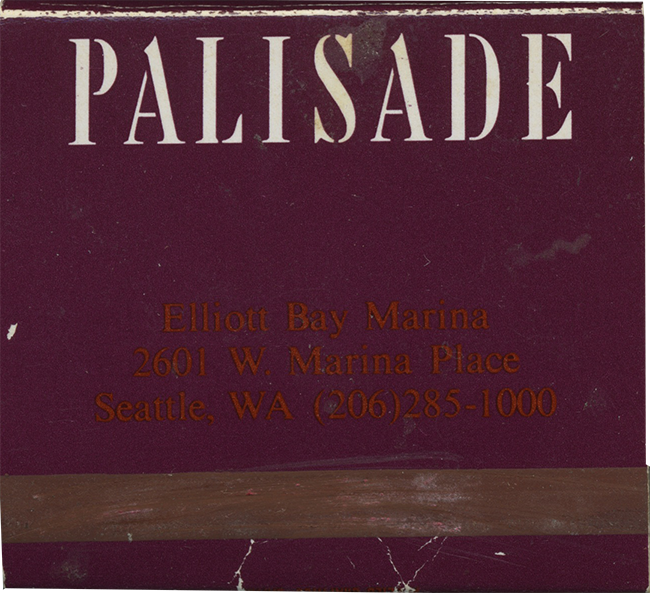 PALISADE
Elliott Bay Marina
2601 W. Marina Place
Seattle, WA (206)285-1000